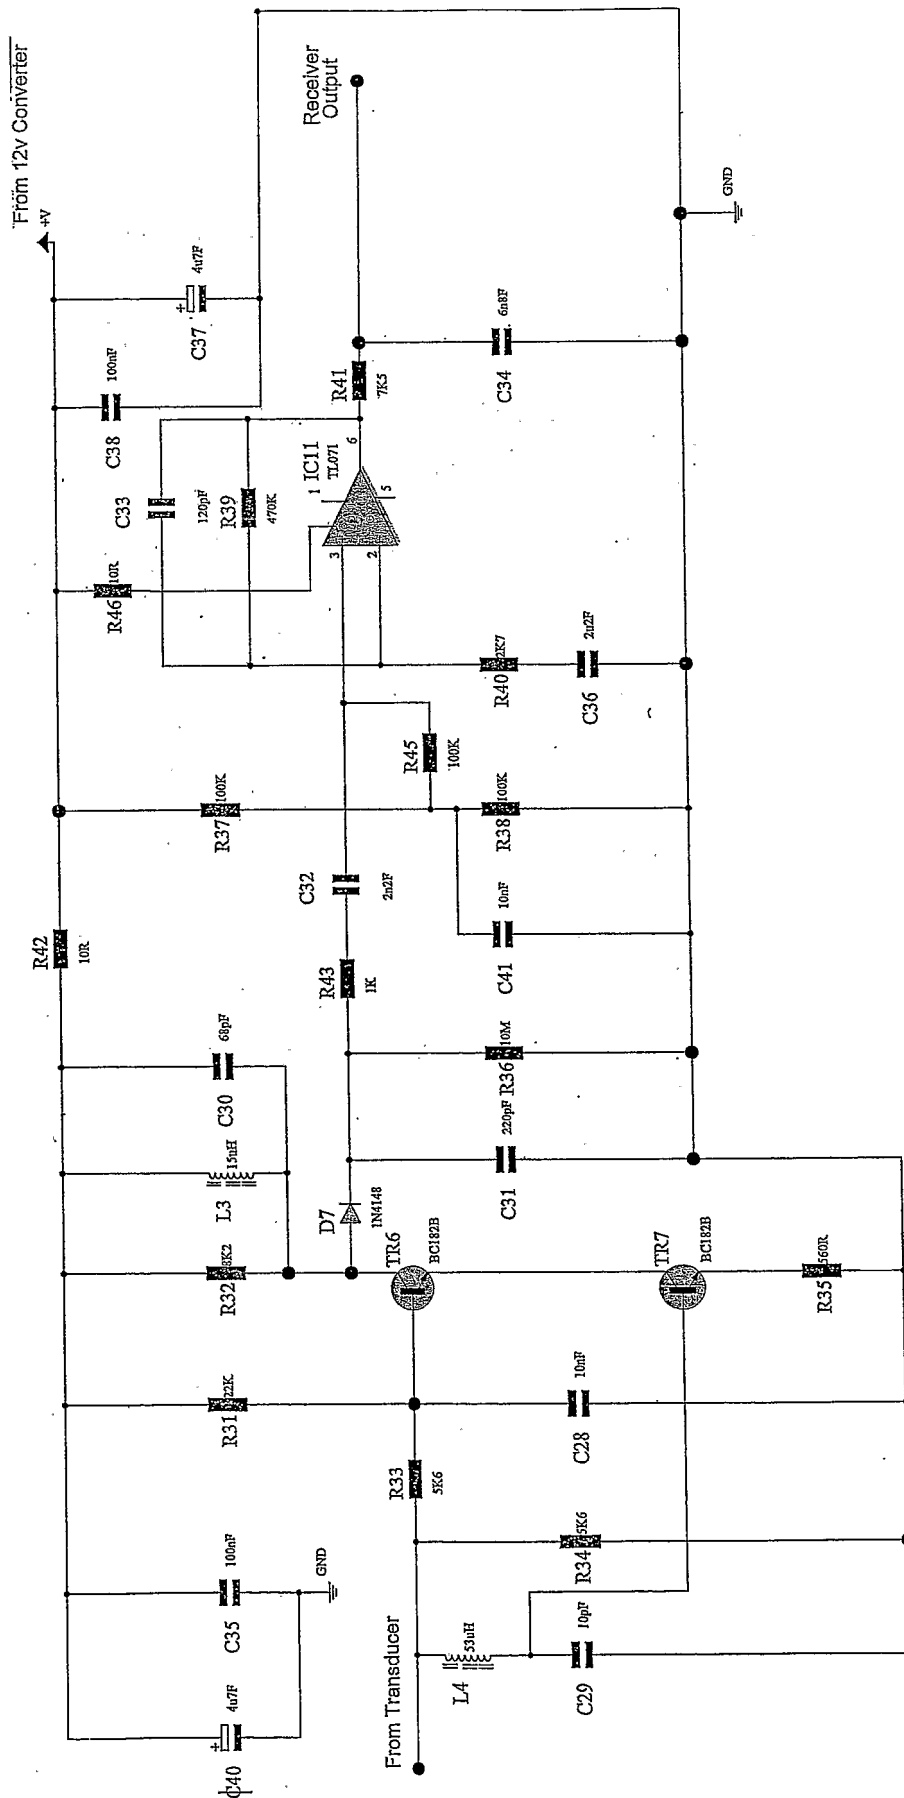 "From 12v Converter
+V
Receiver
Output
GND
C37
4u7F
+
C38
100nF
R41
7K5
C34
6n8F
C33
120pF
R39
470K
IC11
TL071
1
6
5
3
2
R46
10R
R40
2K7
C36
2n2F
R45
100K
R37
100K
R38
100K
C32
2n2F
C41
10nF
R42
10R
R43
1K
R36
10M
C30
68pF
C31
220pF
L3
15uH
D7
1N4148
R32
8K2
TR6
BC182B
TR7
BC182B
R35
560R
R31
22K
C28
10nF
R33
5K6
R34
5K6
C35
100nF
GND
C29
10pF
L4
53uH
From Transducer
C40
4u7F
+